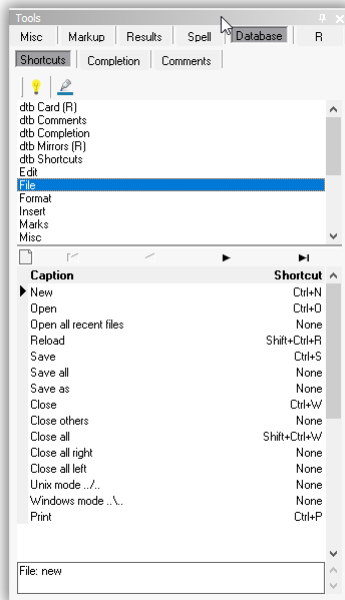 Tools
Misc Markup Results Spell Database R
Shortcuts Completion Comments
dtb Card (R)
dtb Comments
dtb Completion
dtb Mirrors (R)
dtb Shortcuts
Edit
File
Format
Insert
Marks
Misc
Caption Shortcut
New Ctrl+N
Open Ctrl+O
Open all recent files None
Reload Shift+Ctrl+R
Save Ctrl+S
Save all None
Save as None
Close Ctrl+W
Close others None
Close all Shift+Ctrl+W
Close all right None
Close all left None
Unix mode ../.. None
Windows mode ..\.. None
Print Ctrl+P
File: new